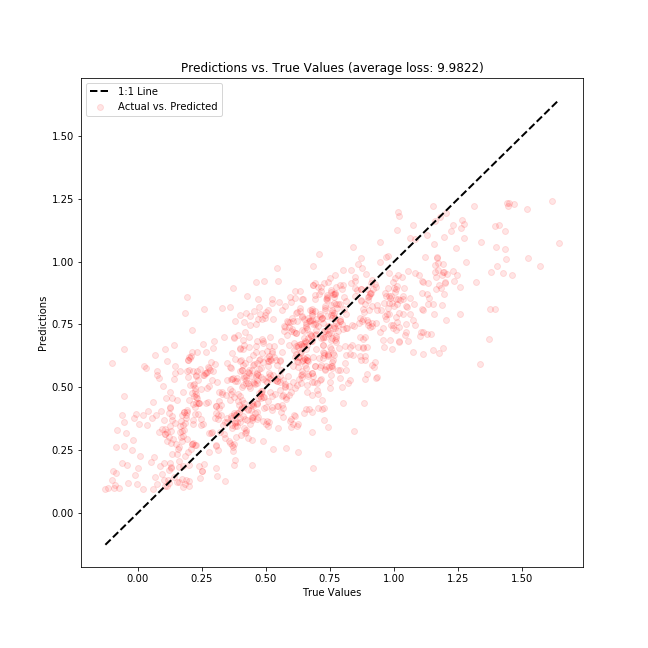 Predictions vs. True Values (average loss: 9.9822)
1:1 Line
Actual vs. Predicted
1.50
1.25
1.00
0.75
0.50
0.25
0.00
Predictions
0.00 0.25 0.50 0.75 1.00 1.25 1.50
True Values